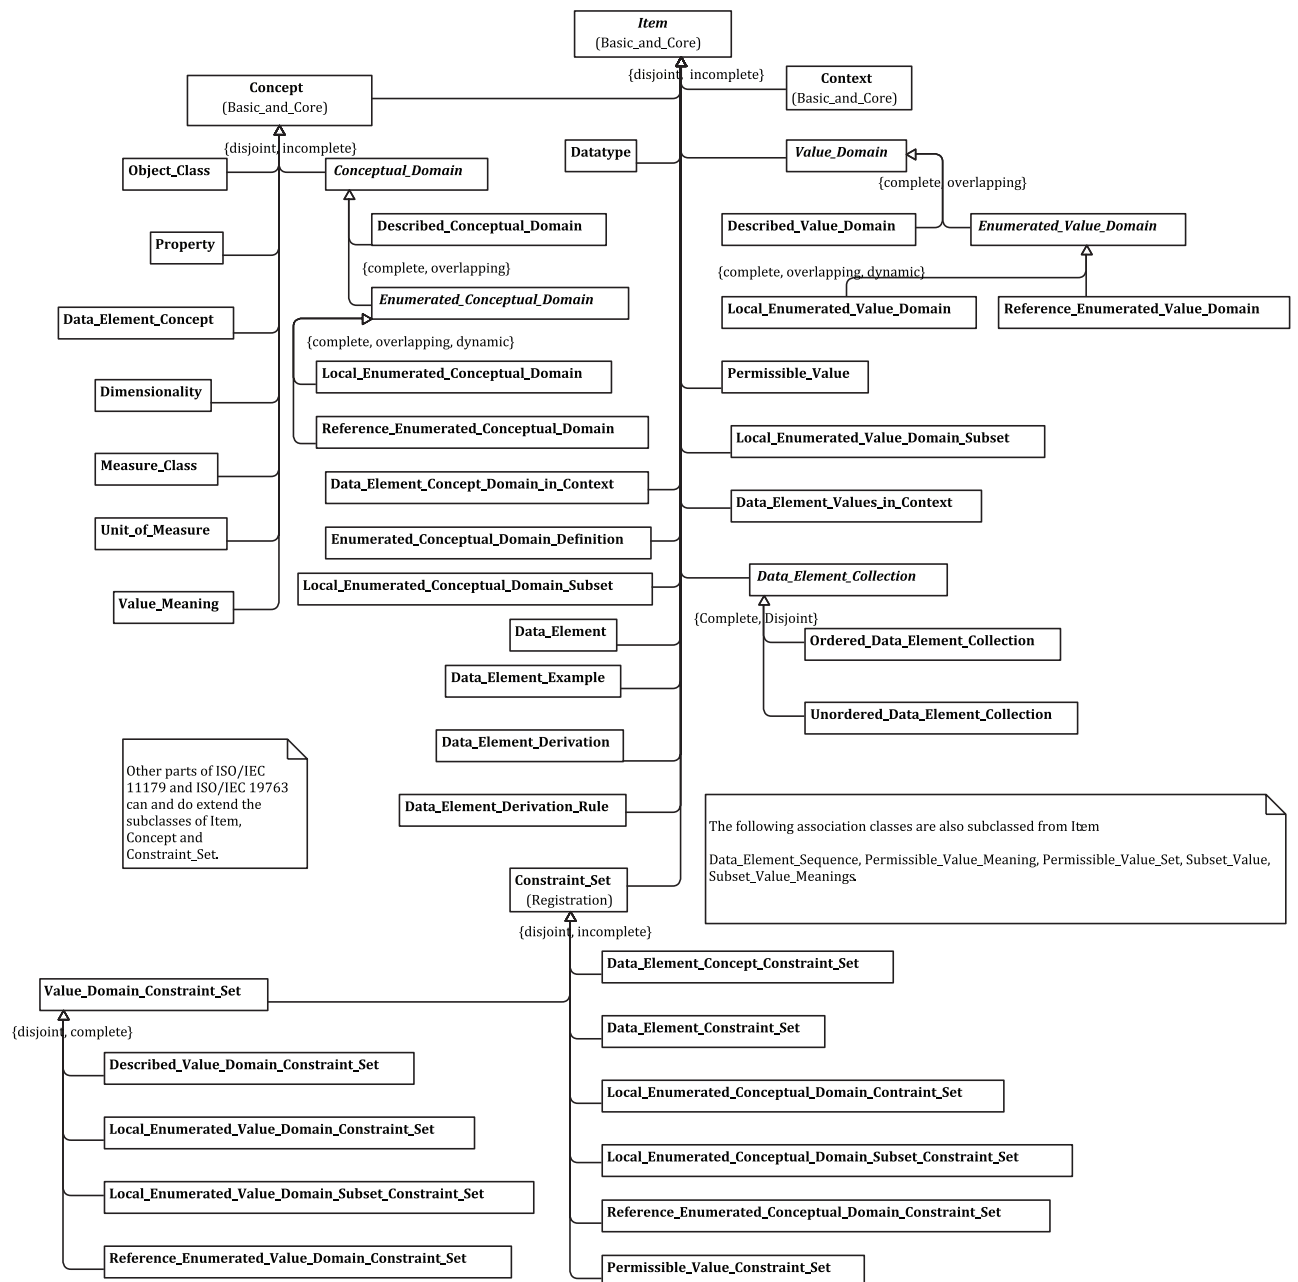 Item
(Basic_and_Core)
{disjoint, incomplete}
Concept
(Basic_and_Core)
Context
(Basic_and_Core)
{disjoint, incomplete}
Object_Class
Conceptual_Domain
Datatype
Value_Domain
{complete, overlapping}
Described_Conceptual_Domain
Described_Value_Domain
Enumerated_Value_Domain
Property
{complete, overlapping}
{complete, overlapping, dynamic}
Enumerated_Conceptual_Domain
Local_Enumerated_Value_Domain
Reference_Enumerated_Value_Domain
Data_Element_Concept
{complete, overlapping, dynamic}
Local_Enumerated_Conceptual_Domain
Permissible_Value
Dimensionality
Reference_Enumerated_Conceptual_Domain
Local_Enumerated_Value_Domain_Subset
Measure_Class
Data_Element_Concept_Domain_in_Context
Data_Element_Values_in_Context
Unit_of_Measure
Enumerated_Conceptual_Domain_Definition
Local_Enumerated_Conceptual_Domain_Subset
Data_Element_Collection
Value_Meaning
{Complete, Disjoint}
Data_Element
Ordered_Data_Element_Collection
Data_Element_Example
Unordered_Data_Element_Collection
Data_Element_Derivation
Other parts of ISO/IEC
11179 and ISO/IEC 19763
can and do extend the
subclasses of Item,
Concept and
Constraint_Set.
Data_Element_Derivation_Rule
The following association classes are also subclassed from Item
Data_Element_Sequence, Permissible_Value_Meaning, Permissible_Value_Set, Subset_Value,
Subset_Value_Meanings.
Constraint_Set
(Registration)
{disjoint, incomplete}
Data_Element_Concept_Constraint_Set
Value_Domain_Constraint_Set
{disjoint, complete}
Data_Element_Constraint_Set
Described_Value_Domain_Constraint_Set
Local_Enumerated_Conceptual_Domain_Contraint_Set
Local_Enumerated_Value_Domain_Constraint_Set
Local_Enumerated_Conceptual_Domain_Subset_Constraint_Set
Local_Enumerated_Value_Domain_Subset_Constraint_Set
Reference_Enumerated_Conceptual_Domain_Constraint_Set
Reference_Enumerated_Value_Domain_Constraint_Set
Permissible_Value_Constraint_Set